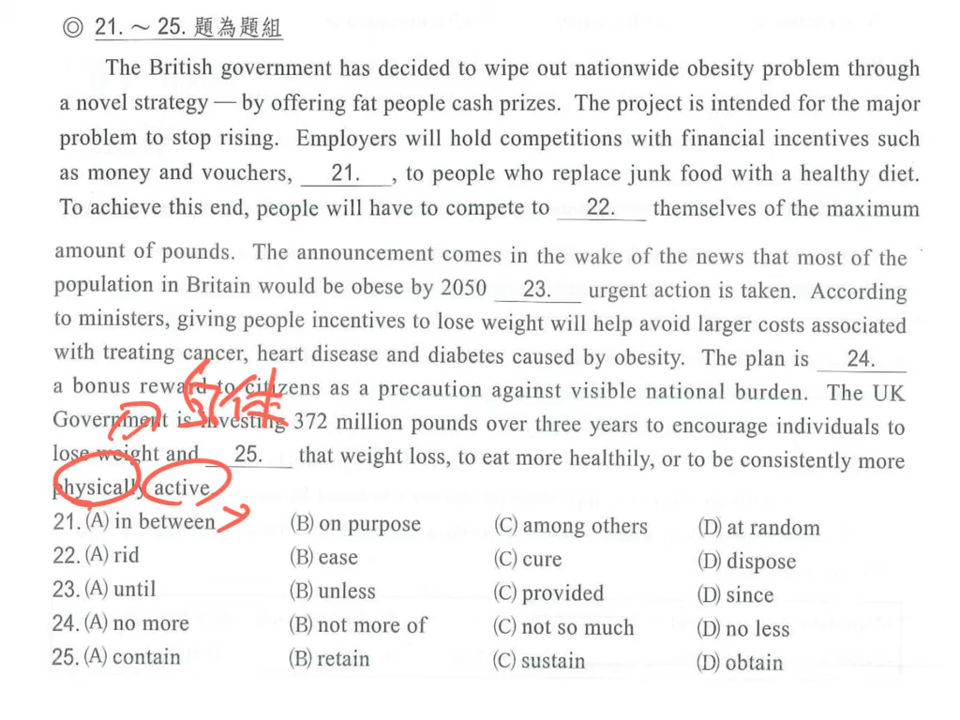 ◎ 21. ~ 25. 題為題組
The British government has decided to wipe out nationwide obesity problem through
a novel strategy — by offering fat people cash prizes. The project is intended for the major
problem to stop rising. Employers will hold competitions with financial incentives such
as money and vouchers, 21. , to people who replace junk food with a healthy diet.
To achieve this end, people will have to compete to 22. themselves of the maximum
amount of pounds. The announcement comes in the wake of the news that most of the
population in Britain would be obese by 2050 23. urgent action is taken. According
to ministers, giving people incentives to lose weight will help avoid larger costs associated
with treating cancer, heart disease and diabetes caused by obesity. The plan is 24.
a bonus reward to citizens as a precaution against visible national burden. The UK
Government is investing 372 million pounds over three years to encourage individuals to
lose weight and 25. that weight loss, to eat more healthily, or to be consistently more
physically active
21. (A) in between (B) on purpose (C) among others (D) at random
22. (A) rid (B) ease (C) cure (D) dispose
23. (A) until (B) unless (C) provided (D) since
24. (A) no more (B) not more of (C) not so much (D) no less
25. (A) contain (B) retain (C) sustain (D) obtain